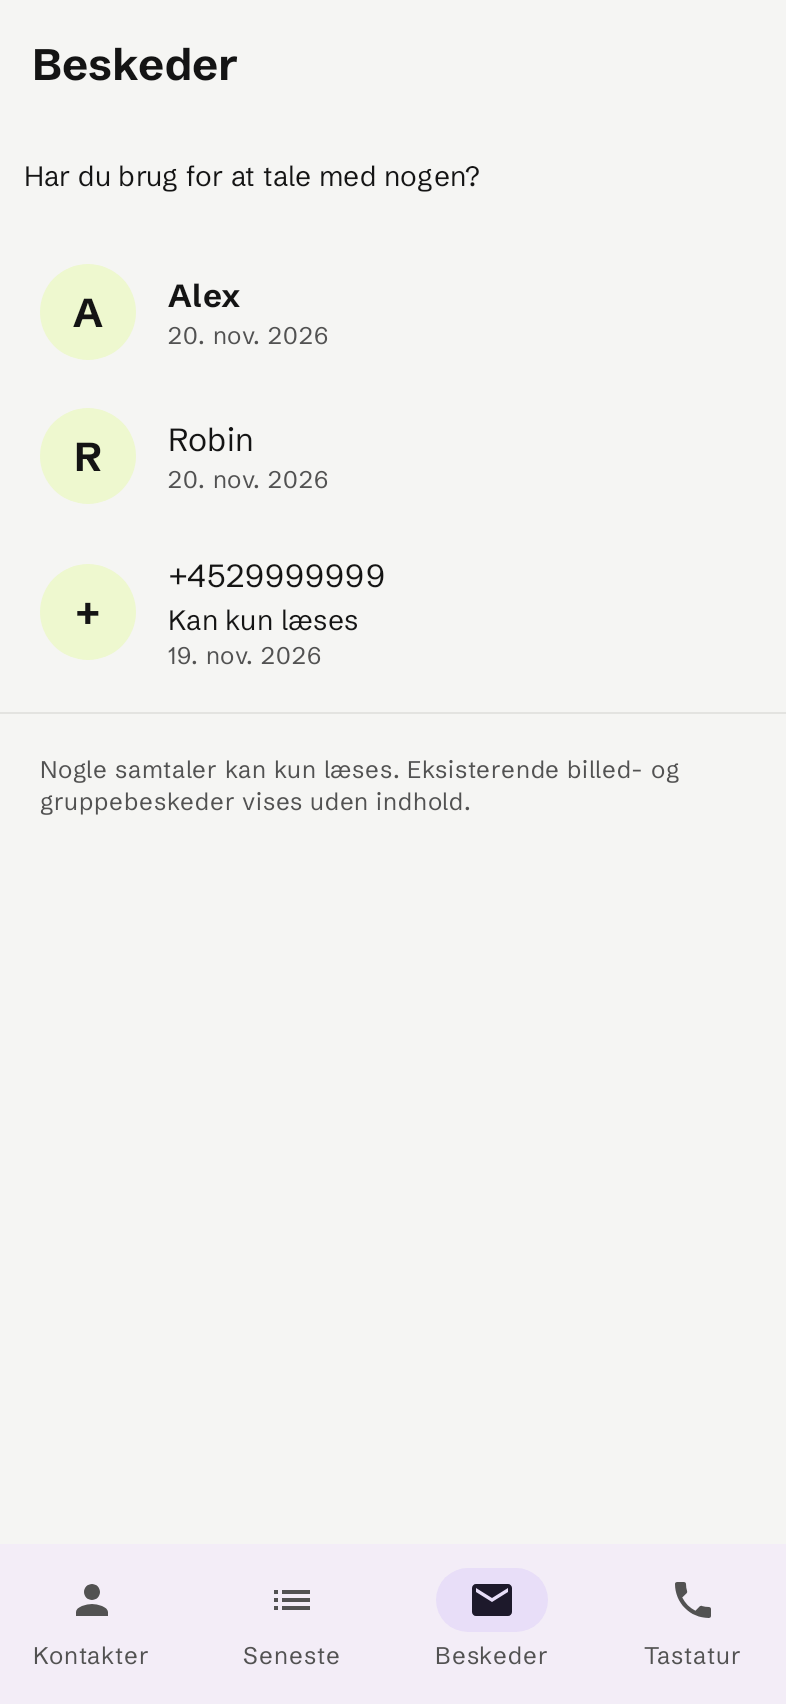 Beskeder
Har du brug for at tale med nogen?
A
Alex
20. nov. 2026
R
Robin
20. nov. 2026
+
+4529999999
Kan kun læses
19. nov. 2026
Nogle samtaler kan kun læses. Eksisterende billed- og
gruppebeskeder vises uden indhold.
Kontakter
Seneste
Beskeder
Tastatur